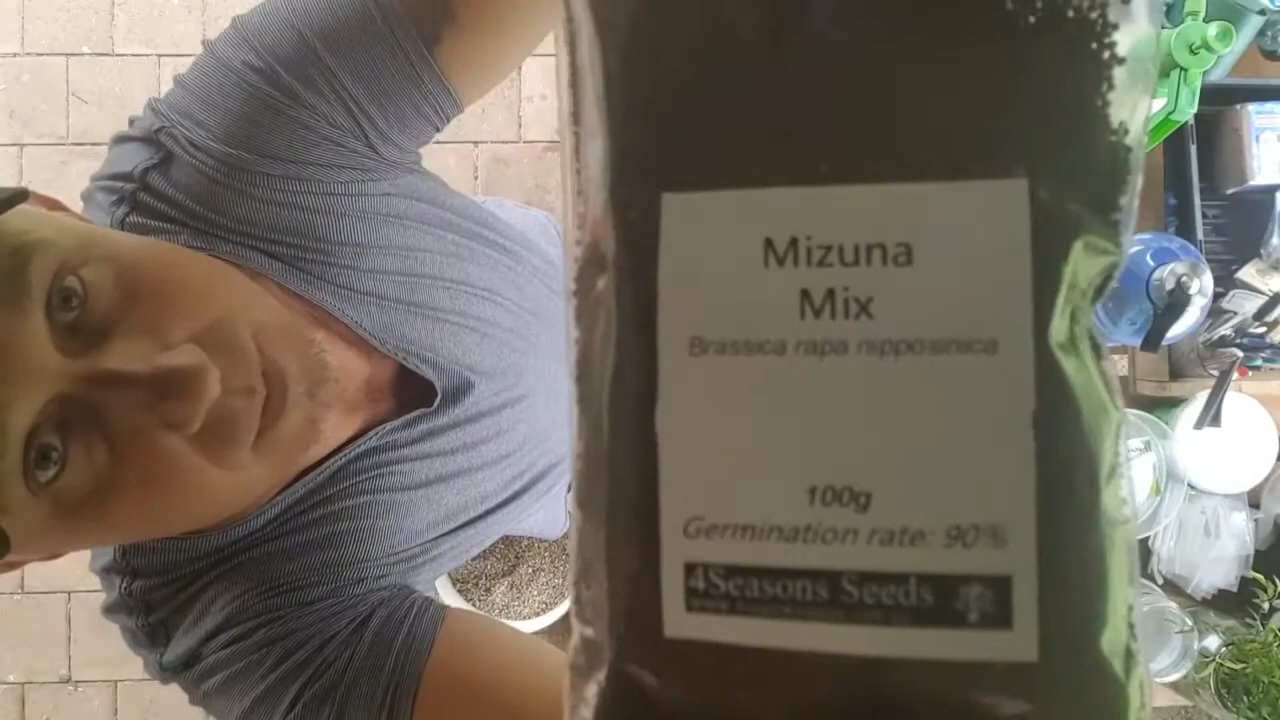 Mizuna
Mix
Brassica rapa nipposinica
100g
Germination rate: 90%
4Seasons Seeds